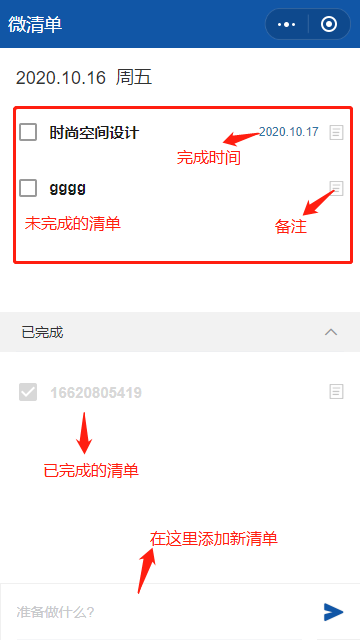 微清单
2020.10.16 周五
时尚空间设计
2020.10.17
完成时间
gggg
未完成的清单
备注
已完成
16620805419
已完成的清单
在这里添加新清单
准备做什么?